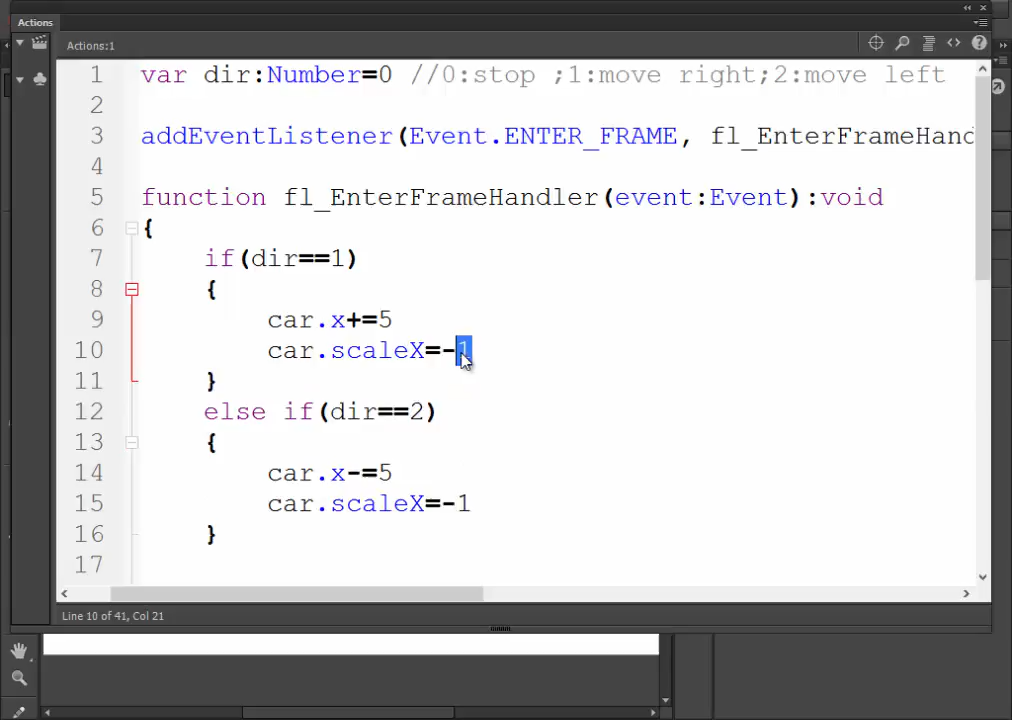 Actions
Actions:1
1 var dir:Number=0 //0:stop ;1:move right;2:move left
2
3 addEventListener(Event.ENTER_FRAME, fl_EnterFrameHand
4
5 function fl_EnterFrameHandler(event:Event):void
6 {
7 if(dir==1)
8 {
9 car.x+=5
10 car.scaleX=-1
11 }
12 else if(dir==2)
13 {
14 car.x-=5
15 car.scaleX=-1
16 }
17
Line 10 of 41, Col 21